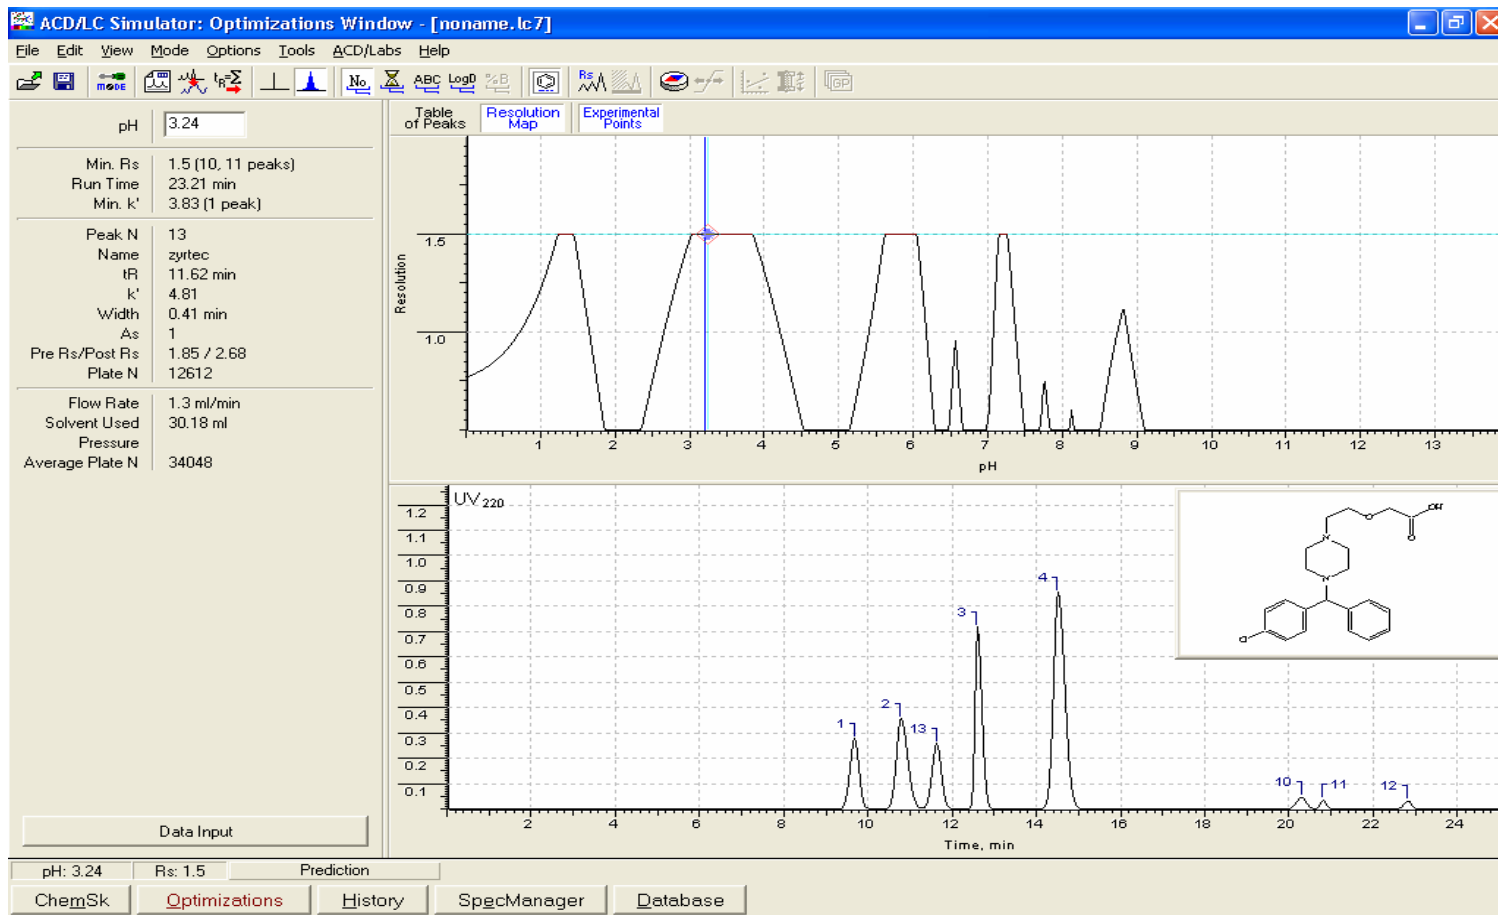 ACD/LC Simulator: Optimizations Window - [noname.lc7]
File Edit View Mode Options Tools ACD/Labs Help
MODE tR=Σ No ABC LogD %B Rs GP
pH 3.24
Min. Rs 1.5 (10, 11 peaks)
Run Time 23.21 min
Min. k' 3.83 (1 peak)
Peak N 13
Name zyrtec
tR 11.62 min
k' 4.81
Width 0.41 min
As 1
Pre Rs/Post Rs 1.85 / 2.68
Plate N 12612
Flow Rate 1.3 ml/min
Solvent Used 30.18 ml
Pressure
Average Plate N 34048
Data Input
Table of Peaks
Resolution Map
Experimental Points
Resolution
1.5
1.0
1 2 3 4 5 6 7 8 9 10 11 12 13
pH
UV220
1.2
1.1
1.0
0.9
0.8
0.7
0.6
0.5
0.4
0.3
0.2
0.1
1 2 13 3 4 10 11 12
OH
O
O
N
N
Cl
2 4 6 8 10 12 14 16 18 20 22 24
Time, min
pH: 3.24 Rs: 1.5 Prediction
ChemSk Optimizations History SpecManager Database